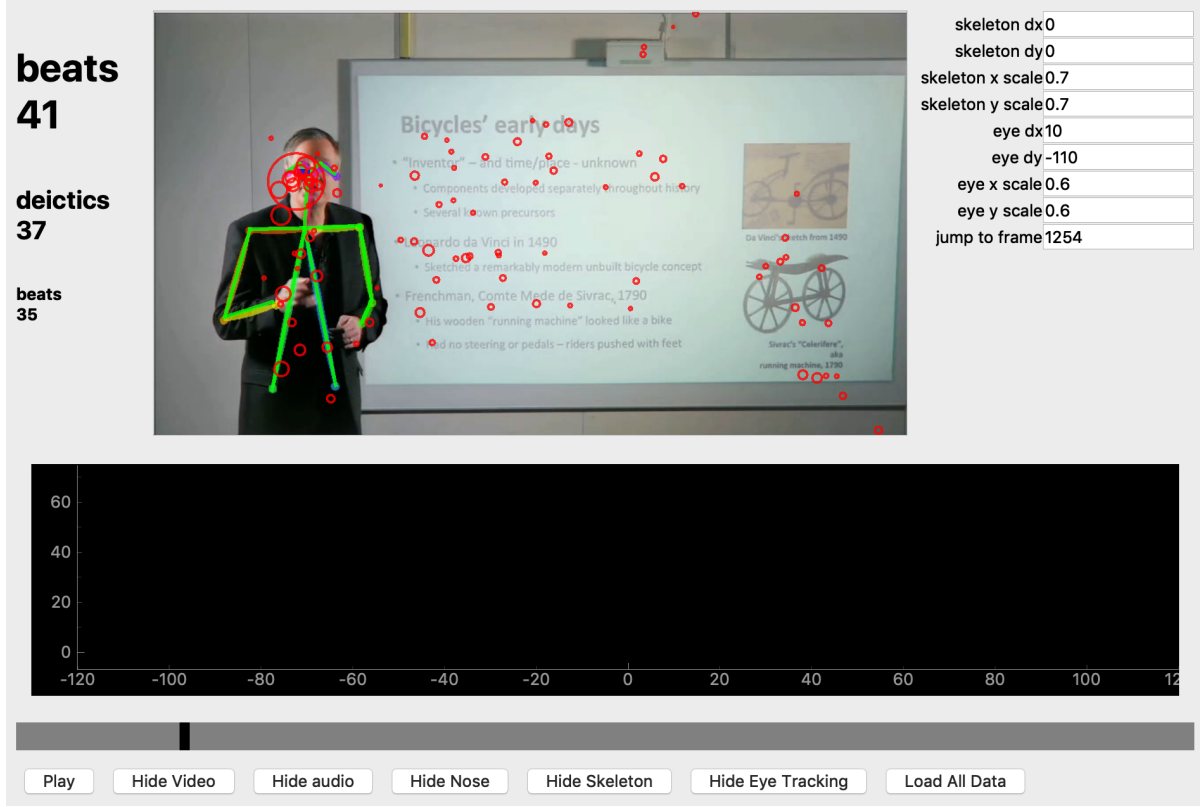 beats
41
deictics
37
beats
35
Bicycles' early days
• "Inventor" – and time/place - unknown
• Components developed separately throughout history
• Several known precursors
• Leonardo da Vinci in 1490
• Sketched a remarkably modern unbuilt bicycle concept
• Frenchman, Comte Mede de Sivrac, 1790
• His wooden "running machine" looked like a bike
• Had no steering or pedals – riders pushed with feet
Da Vinci's sketch from 1490
Sivrac's "Celerifere",
aka
running machine, 1790
skeleton dx 0
skeleton dy 0
skeleton x scale 0.7
skeleton y scale 0.7
eye dx 10
eye dy -110
eye x scale 0.6
eye y scale 0.6
jump to frame 1254
60
40
20
0
-120 -100 -80 -60 -40 -20 0 20 40 60 80 100 12
Play Hide Video Hide audio Hide Nose Hide Skeleton Hide Eye Tracking Load All Data